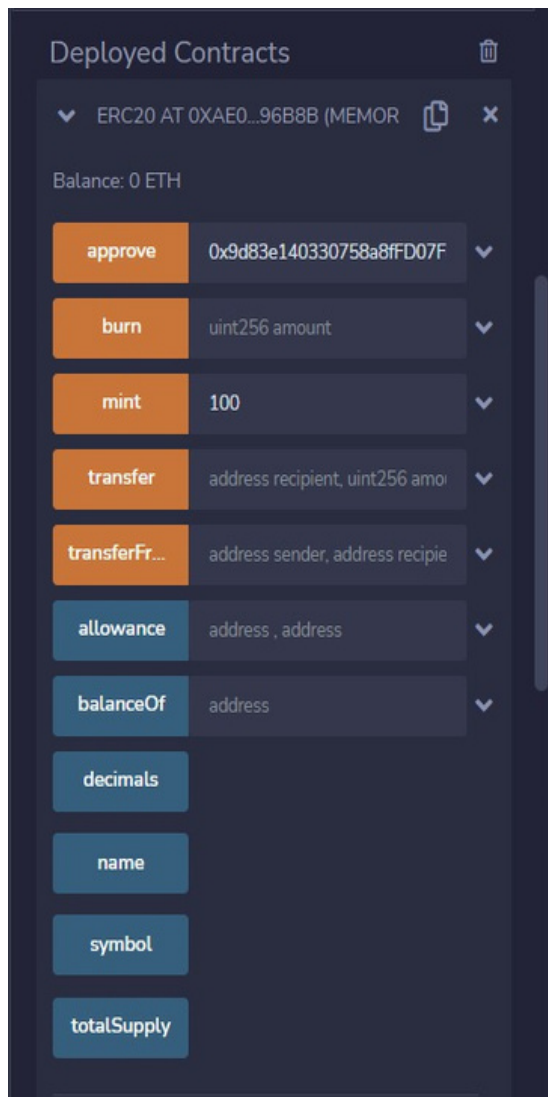 Deployed Contracts
ERC20 AT 0XAE0...96B8B (MEMOR
Balance: 0 ETH
approve 0x9d83e140330758a8fFD07F
burn uint256 amount
mint 100
transfer address recipient, uint256 amou
transferFr... address sender, address recipie
allowance address , address
balanceOf address
decimals
name
symbol
totalSupply